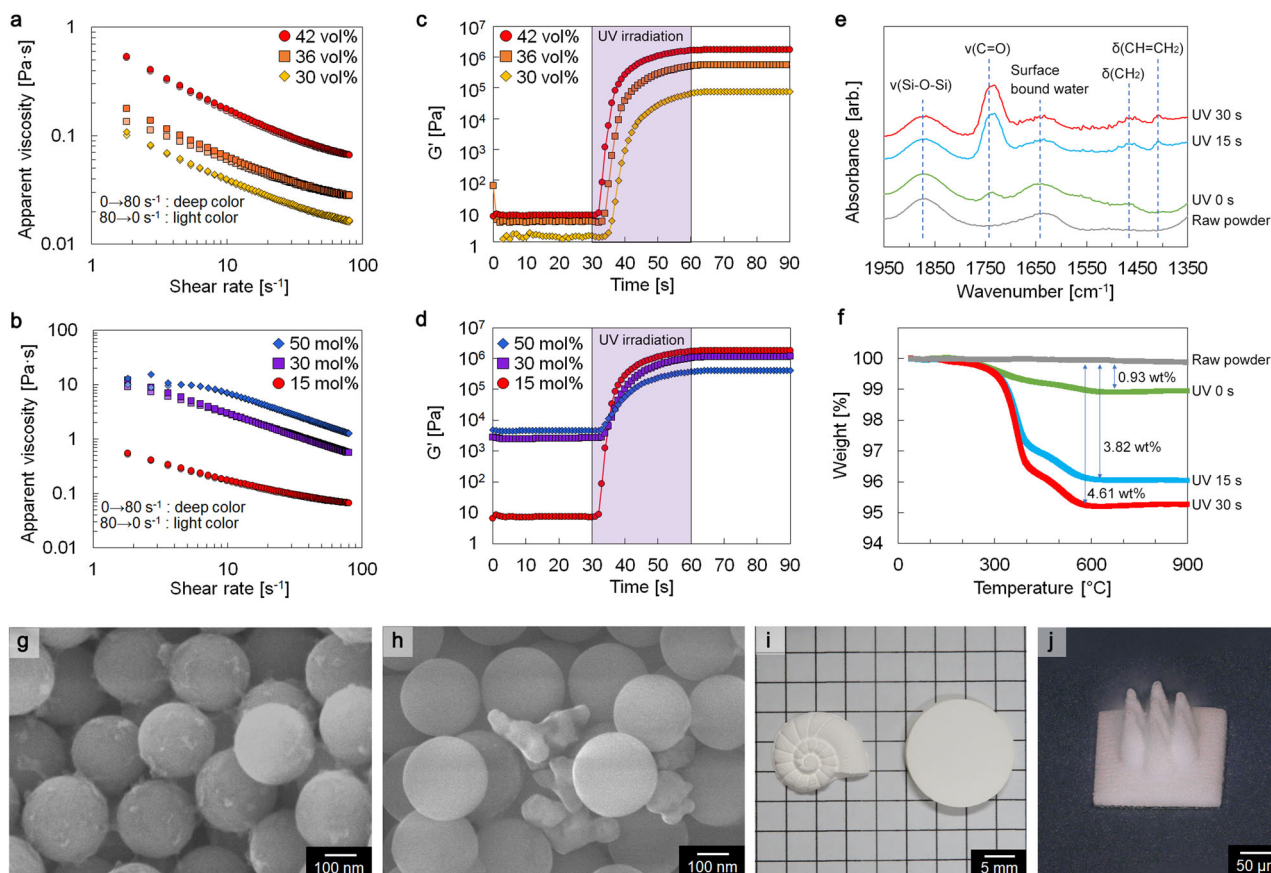 a
Apparent viscosity [Pa·s]
1
0.1
0.01
42 vol%
36 vol%
30 vol%
0→80 s⁻¹ : deep color
80→0 s⁻¹ : light color
1
10
100
Shear rate [s⁻¹]
b
Apparent viscosity [Pa·s]
100
10
1
0.1
0.01
50 mol%
30 mol%
15 mol%
0→80 s⁻¹ : deep color
80→0 s⁻¹ : light color
1
10
100
Shear rate [s⁻¹]
c
G' [Pa]
10⁷
10⁶
10⁵
10⁴
10³
10²
10
1
42 vol%
36 vol%
30 vol%
UV irradiation
0 10 20 30 40 50 60 70 80 90
Time [s]
d
G' [Pa]
10⁷
10⁶
10⁵
10⁴
10³
10²
10
1
50 mol%
30 mol%
15 mol%
UV irradiation
0 10 20 30 40 50 60 70 80 90
Time [s]
e
Absorbance [arb.]
ν(Si-O-Si)
ν(C=O)
Surface
bound water
δ(CH=CH₂)
δ(CH₂)
UV 30 s
UV 15 s
UV 0 s
Raw powder
1950 1850 1750 1650 1550 1450 1350
Wavenumber [cm⁻¹]
f
Weight [%]
100
99
98
97
96
95
94
Raw powder
0.93 wt%
UV 0 s
3.82 wt%
4.61 wt%
UV 15 s
UV 30 s
0 300 600 900
Temperature [°C]
g
100 nm
h
100 nm
i
5 mm
j
50 μm